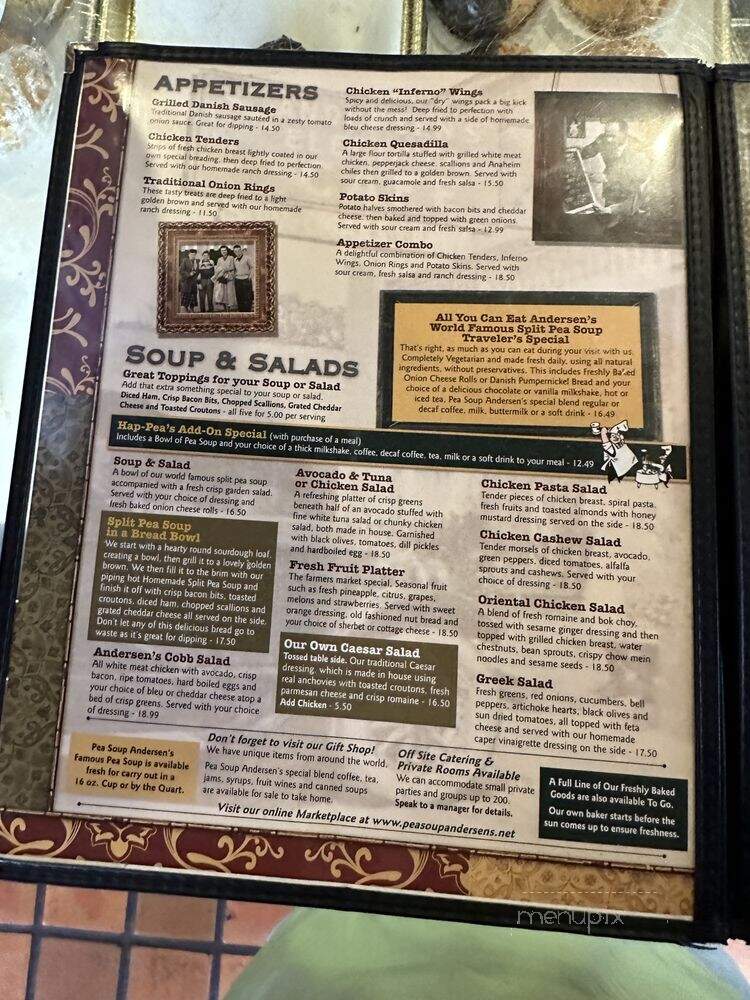 APPETIZERS
Grilled Danish Sausage
Traditional Danish sausage sautéed in a zesty tomato
onion sauce. Great for dipping - 14.50
Chicken Tenders
Strips of fresh chicken breast lightly coated in our
own special breading, then deep fried to perfection.
Served with our homemade ranch dressing - 14.50
Traditional Onion Rings
These tasty treats are deep fried to a light
golden brown and served with our homemade
ranch dressing - 11.50
Chicken "Inferno" Wings
Spicy and delicious, our "dry" wings pack a big kick
without the mess! Deep fried to perfection with
loads of crunch and served with a side of homemade
bleu cheese dressing - 14.99
Chicken Quesadilla
A large flour tortilla stuffed with grilled white meat
chicken, pepperjack cheese, scallions and Anaheim
chiles then grilled to a golden brown. Served with
sour cream, guacamole and fresh salsa - 15.50
Potato Skins
Potato halves smothered with bacon bits and cheddar
cheese, then baked and topped with green onions.
Served with sour cream and fresh salsa - 12.99
Appetizer Combo
A delightful combination of Chicken Tenders, Inferno
Wings, Onion Rings and Potato Skins. Served with
sour cream, fresh salsa and ranch dressing - 18.50
All You Can Eat Andersen's
World Famous Split Pea Soup
Traveler's Special
That's right, as much as you can eat during your visit with us.
Completely Vegetarian and made fresh daily, using all natural
ingredients, without preservatives. This includes freshly Baked
Onion Cheese Rolls or Danish Pumpernickel Bread and your
choice of a delicious chocolate or vanilla milkshake, hot or
iced tea, Pea Soup Andersen's special blend regular or
decaf coffee, milk, buttermilk or a soft drink - 16.49
SOUP & SALADS
Great Toppings for your Soup or Salad
Add that extra something special to your soup or salad.
Diced Ham, Crisp Bacon Bits, Chopped Scallions, Grated Cheddar
Cheese and Toasted Croutons - all five for 5.00 per serving
Hap-Pea's Add-On Special (with purchase of a meal)
Includes a Bowl of Pea Soup and your choice of a thick milkshake, coffee, decaf coffee, tea, milk or a soft drink to your meal - 12.49
Soup & Salad
A bowl of our world famous split pea soup
accompanied with a fresh crisp garden salad.
Served with your choice of dressing and
fresh baked onion cheese rolls - 16.50
Split Pea Soup
in a Bread Bowl
We start with a hearty round sourdough loaf,
creating a bowl, then grill it to a lovely golden
brown. We then fill it to the brim with our
piping hot Homemade Split Pea Soup and
finish it off with crisp bacon bits, toasted
croutons, diced ham, chopped scallions and
grated cheddar cheese all served on the side.
Don't let any of this delicious bread go to
waste as it's great for dipping - 17.50
Andersen's Cobb Salad
All white meat chicken with avocado, crisp
bacon, ripe tomatoes, hard boiled eggs and
your choice of bleu or cheddar cheese atop a
bed of crisp greens. Served with your choice
of dressing - 18.99
Avocado & Tuna
or Chicken Salad
A refreshing platter of crisp greens
beneath half of an avocado stuffed with
fine white tuna salad or chunky chicken
salad, both made in house. Garnished
with black olives, tomatoes, dill pickles
and hardboiled egg - 18.50
Fresh Fruit Platter
The farmers market special. Seasonal fruit
such as fresh pineapple, citrus, grapes,
melons and strawberries. Served with sweet
orange dressing, old fashioned nut bread and
your choice of sherbet or cottage cheese - 18.50
Our Own Caesar Salad
Tossed table side. Our traditional Caesar
dressing, which is made in house using
real anchovies with toasted croutons, fresh
parmesan cheese and crisp romaine - 16.50
Add Chicken - 5.50
Chicken Pasta Salad
Tender pieces of chicken breast, spiral pasta,
fresh fruits and toasted almonds with honey
mustard dressing served on the side - 18.50
Chicken Cashew Salad
Tender morsels of chicken breast, avocado,
green peppers, diced tomatoes, alfalfa
sprouts and cashews. Served with your
choice of dressing - 18.50
Oriental Chicken Salad
A blend of fresh romaine and bok choy,
tossed with sesame ginger dressing and then
topped with grilled chicken breast, water
chestnuts, bean sprouts, crispy chow mein
noodles and sesame seeds - 18.50
Greek Salad
Fresh greens, red onions, cucumbers, bell
peppers, artichoke hearts, black olives and
sun dried tomatoes, all topped with feta
cheese and served with our homemade
caper vinaigrette dressing on the side - 17.50
Pea Soup Andersen's
Famous Pea Soup is available
fresh for carry out in a
16 oz. Cup or by the Quart.
Don't forget to visit our Gift Shop!
We have unique items from around the world.
Pea Soup Andersen's special blend coffee, tea,
jams, syrups, fruit wines and canned soups
are available for sale to take home.
Off Site Catering &
Private Rooms Available
We can accommodate small private
parties and groups up to 200.
Speak to a manager for details.
A Full Line of Our Freshly Baked
Goods are also available To Go.
Our own baker starts before the
sun comes up to ensure freshness.
Visit our online Marketplace at www.peasoupandersens.net
menupix